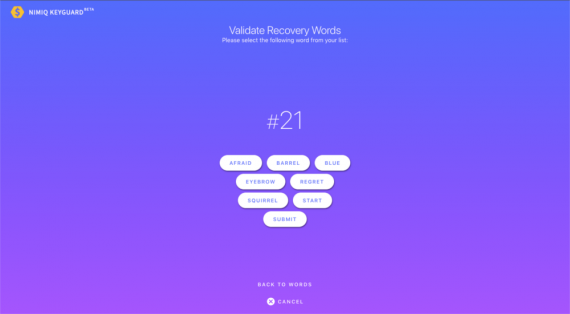 NIMIQ KEYGUARD BETA
Validate Recovery Words
Please select the following word from your list:
#21
AFRAID BARREL BLUE
EYEBROW REGRET
SQUIRREL START
SUBMIT
BACK TO WORDS
CANCEL